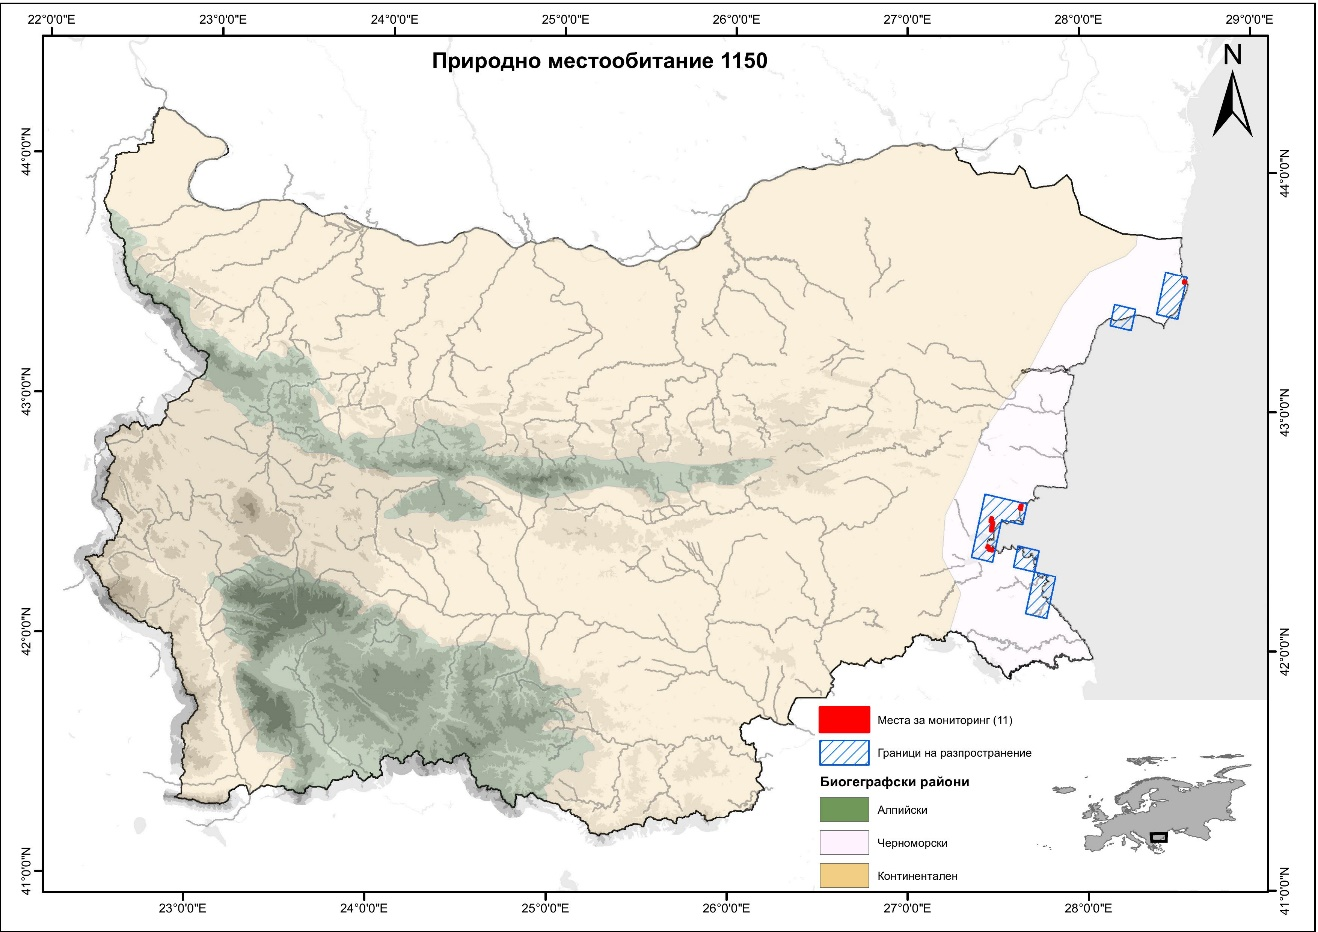 22°0'0"E 23°0'0"E 24°0'0"E 25°0'0"E 26°0'0"E 27°0'0"E 28°0'0"E 29°0'0"E
Природно местообитание 1150
N
44°0'0"N
44°0'0"N
43°0'0"N
43°0'0"N
42°0'0"N
42°0'0"N
Места за мониторинг (11)
Граници на разпространение
Биогеграфски райони
Алпийски
Черноморски
Континентален
41°0'0"N
41°0'0"N
23°0'0"E 24°0'0"E 25°0'0"E 26°0'0"E 27°0'0"E 28°0'0"E